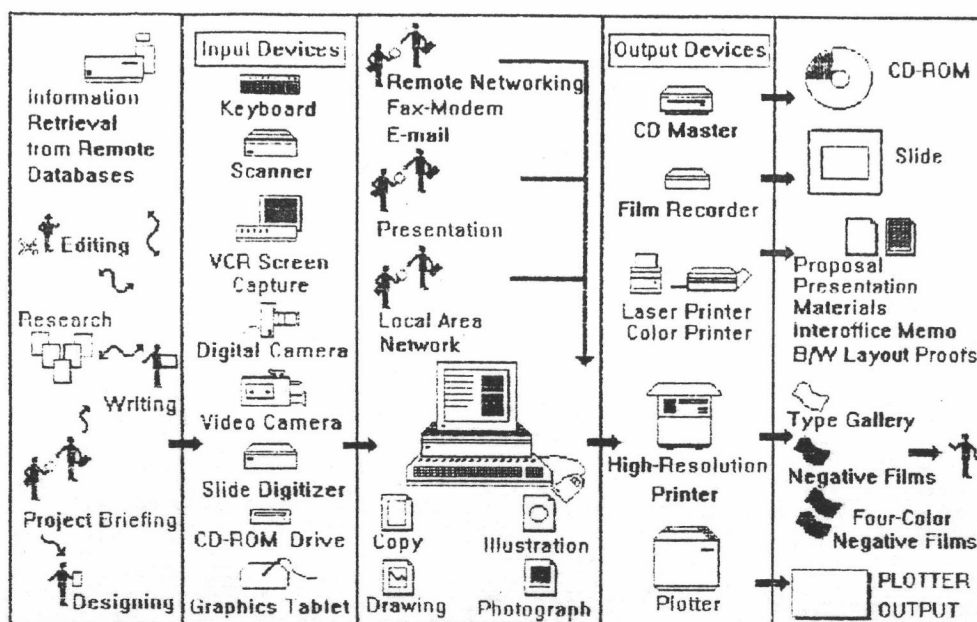 Information
Retrieval
from Remote
Databases
Editing
Research
Writing
Project Briefing
Designing
Input Devices
Keyboard
Scanner
VCR Screen
Capture
Digital Camera
Video Camera
Slide Digitizer
CD-ROM Drive
Graphics Tablet
Remote Networking
Fax-Modem
E-mail
Presentation
Local Area
Network
Copy
Illustration
Drawing
Photograph
Output Devices
CD Master
Film Recorder
Laser Printer
Color Printer
High-Resolution
Printer
Plotter
CD-ROM
Slide
Proposal
Presentation
Materials
Interoffice Memo
B/W Layout Proofs
Type Gallery
Negative Films
Four-Color
Negative Films
PLOTTER
OUTPUT